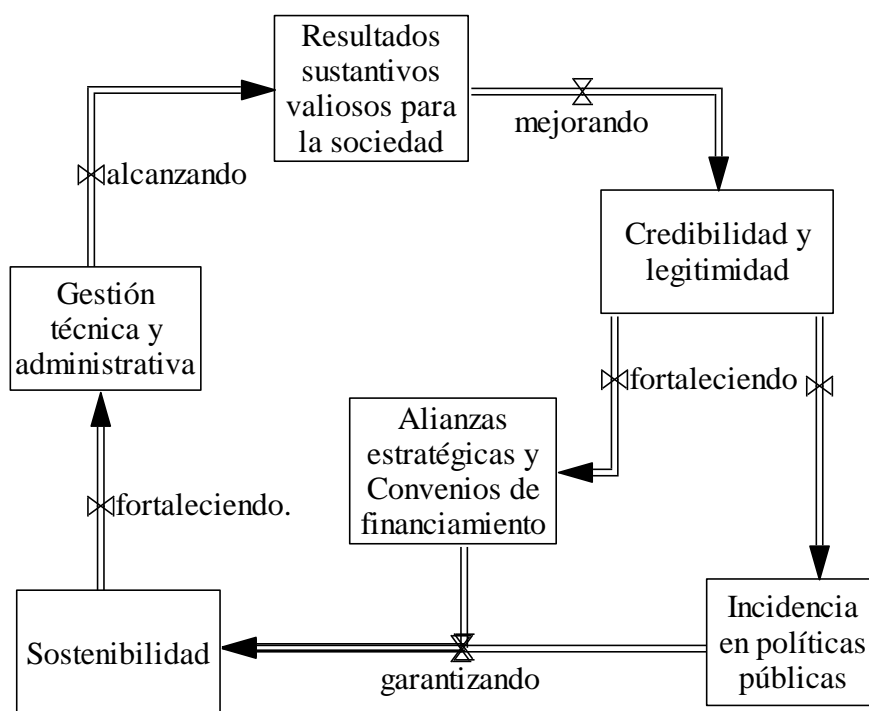 Resultados
sustantivos
valiosos para
la sociedad
mejorando
alcanzando
Credibilidad y
legitimidad
Gestión
técnica y
administrativa
fortaleciendo
Alianzas
estratégicas y
Convenios de
financiamiento
fortaleciendo.
Incidencia
en políticas
públicas
Sostenibilidad
garantizando